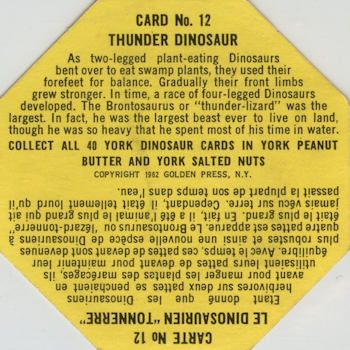 CARD No. 12
THUNDER DINOSAUR
As two-legged plant-eating Dinosaurs
bent over to eat swamp plants, they used their
forefeet for balance. Gradually their front limbs
grew stronger. In time, a race of four-legged Dinosaurs
developed. The Brontosaurus or "thunder-lizard" was the
largest. In fact, he was the largest beast ever to live on land,
though he was so heavy that he spent most of his time in water.
COLLECT ALL 40 YORK DINOSAUR CARDS IN YORK PEANUT
BUTTER AND YORK SALTED NUTS
COPYRIGHT 1962 GOLDEN PRESS, N.Y.
CARTE No 12
LE DINOSAURIEN "TONNERRE"
Etant donné que les Dinosauriens
herbivores à deux pattes se penchaient en
avant pour manger les plantes des marécages, ils
utilisaient leurs pattes de devant pour maintenir leur
équilibre. Avec le temps, ces pattes de devant sont devenues
plus robustes et ainsi une nouvelle espèce de Dinosauriens à
quatre pattes est apparue. Le Brontosaurus ou "lézard-tonnerre"
était le plus grand. En fait, il a été l'animal le plus grand qui ait
jamais vécu sur terre. Cependant, il était tellement lourd qu'il
passait la plupart de son temps dans l'eau.